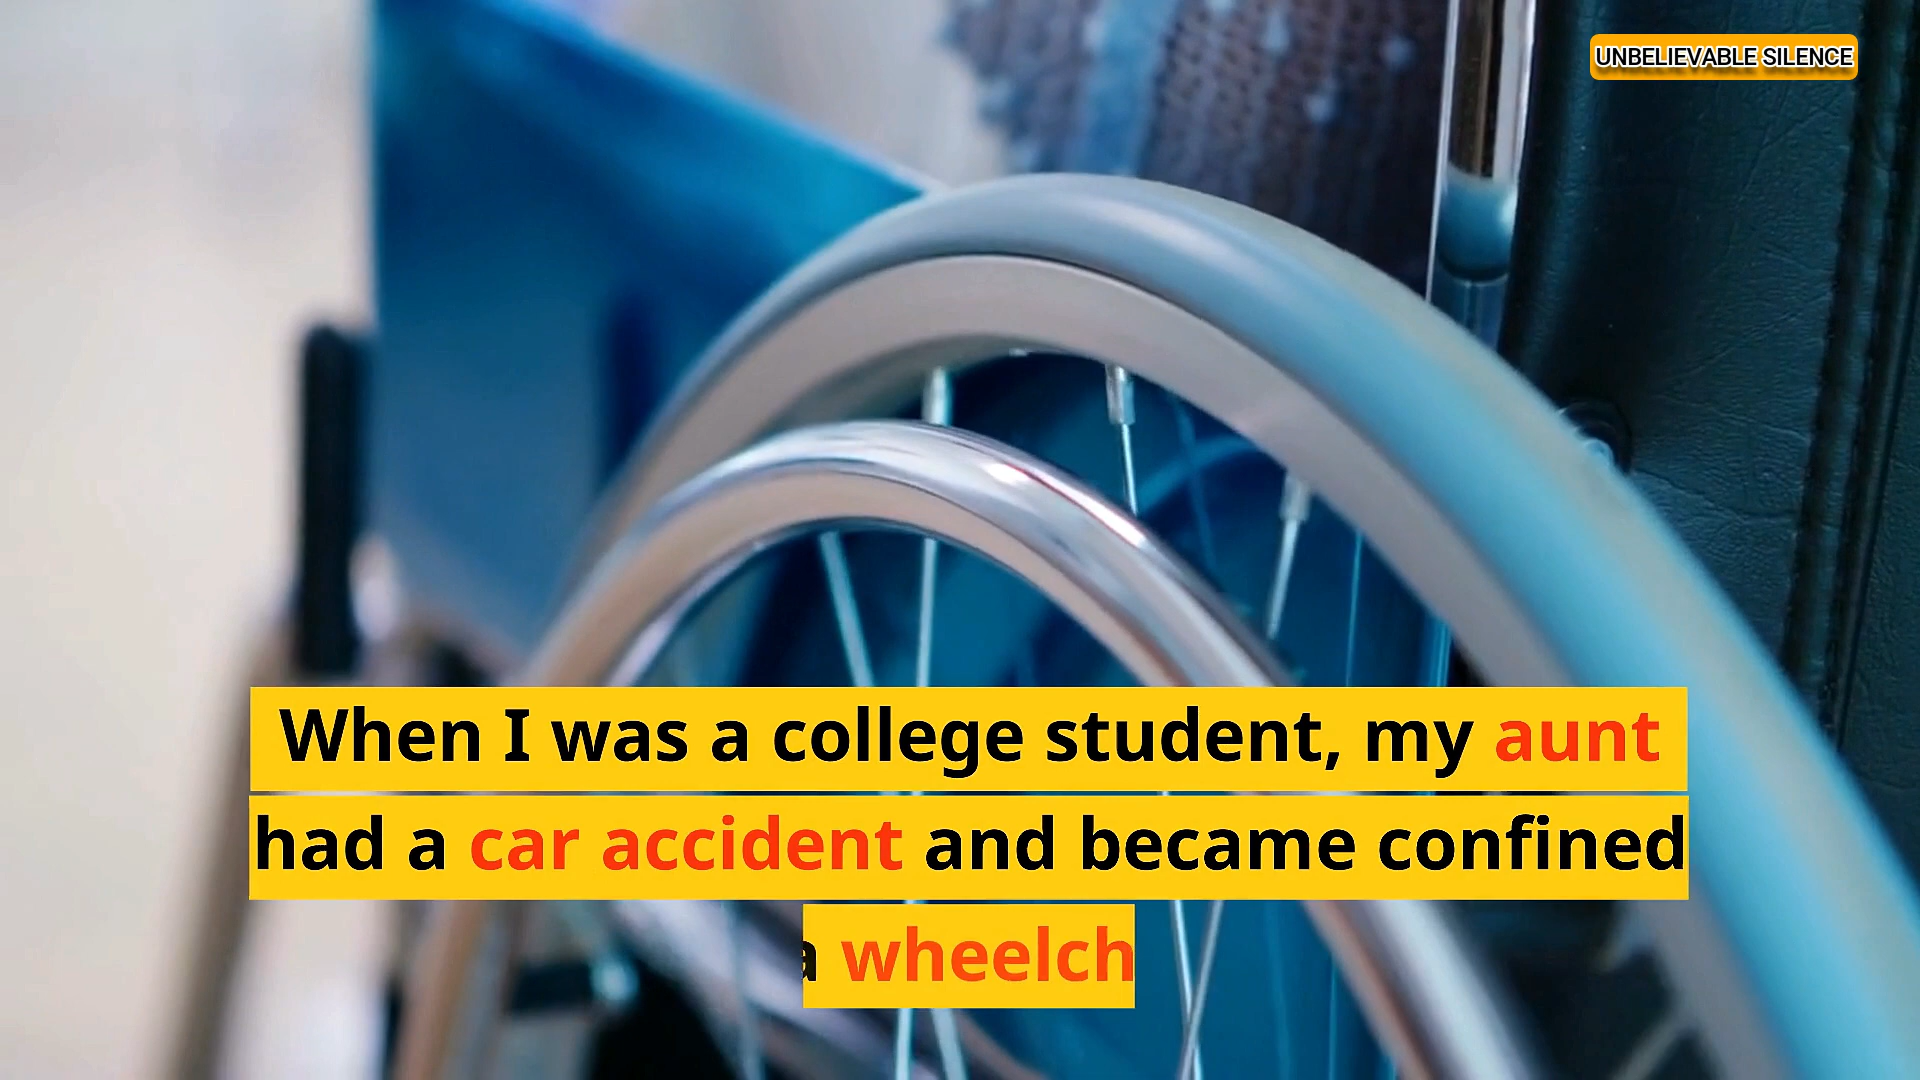 UNBELIEVABLE SILENCE
When I was a college student, my aunt
had a car accident and became confined
a wheelch